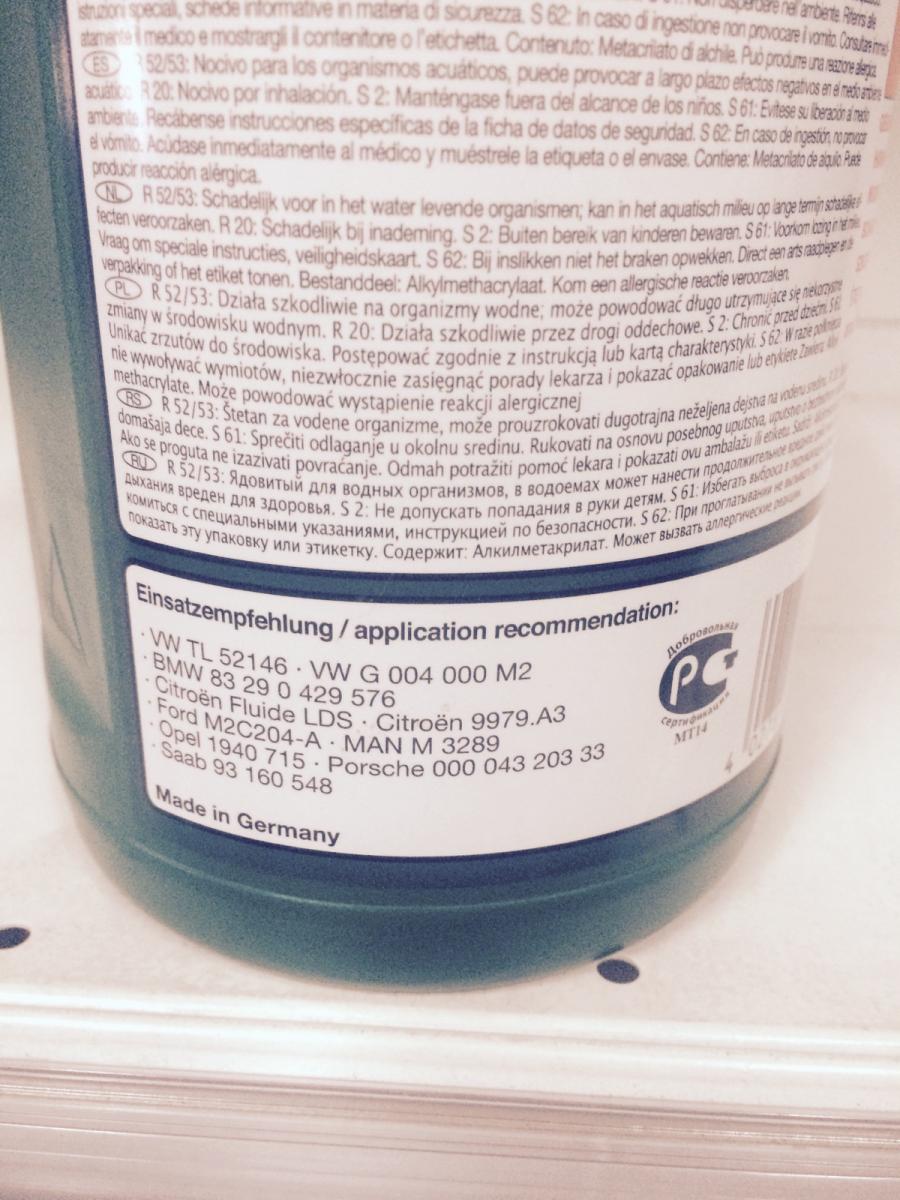 istruzioni speciali, schede informative in materia di sicurezza. S 62: In caso di ingestione non provocare il vomito. Consultare
il medico e mostrargli il contenitore o l'etichetta. Contenuto: Metacrilato di alchile. Può produrre una reazione alergica.
ES R 52/53: Nocivo para los organismos acuáticos, puede provocar a largo plazo efectos negativos en el medio ambiente
acuático. R 20: Nocivo por inhalación. S 2: Manténgase fuera del alcance de los niños. S 61: Evítese su liberación al medio
ambiente. Recábense instrucciones específicas de la ficha de datos de seguridad. S 62: En caso de ingestión, no provocar
el vómito. Acúdase inmediatamente al médico y muéstrele la etiqueta o el envase. Contiene: Metacrilato de alquilo. Puede
producir reacción alérgica.
NL R 52/53: Schadelijk voor in het water levende organismen; kan in het aquatisch milieu op lange termijn schadelijke ef-
fecten veroorzaken. R 20: Schadelijk bij inademing. S 2: Buiten bereik van kinderen bewaren. S 61: Voorkom lozing in het milieu.
Vraag om speciale instructies, veiligheidskaart. S 62: Bij inslikken niet het braken opwekken. Direct een arts raadplegen en de
verpakking of het etiket tonen. Bestanddeel: Alkylmethacrylaat. Kom een allergische reactie veroorzaken.
PL R 52/53: Działa szkodliwie na organizmy wodne; może powodować długo utrzymujące się niekorzystne
zmiany w środowisku wodnym. R 20: Działa szkodliwie przez drogi oddechowe. S 2: Chronić przed dziećmi. S 61:
Unikać zrzutów do środowiska. Postępować zgodnie z instrukcją lub kartą charakterystyki. S 62: W razie połknięcia
nie wywoływać wymiotów, niezwłocznie zasięgnąć porady lekarza i pokazać opakowanie lub etykietę Zawiera:
methacrylate. Może powodować wystąpienie reakcji alergicznej
RS R 52/53: Štetan za vodene organizme, može prouzrokovati dugotrajna neželjena dejstva na vodenu sredinu.
domašaja dece. S 61: Sprečiti odlaganje u okolnu sredinu. Rukovati na osnovu posebnog uputstva, uputstvo o
Ako se proguta ne izazivati povraćanje. Odmah potražiti pomoć lekara i pokazati ovu ambalažu ili etiketu.
RU R 52/53: Ядовитый для водных организмов, в водоемах может нанести продолжительное
дыхания вреден для здоровья. S 2: Не допускать попадания в руки детям. S 61: Избегать выброса в
комиться с специальными указаниями, инструкцией по безопасности. S 62: При проглатывании не
показать эту упаковку или этикетку. Содержит: Алкилметакрилат. Может вызвать аллергические реакции.
Einsatzempfehlung / application recommendation:
· VW TL 52146 · VW G 004 000 M2
· BMW 83 29 0 429 576
· Citroën Fluide LDS · Citroën 9979.A3
· Ford M2C204-A · MAN M 3289
· Opel 1940 715 · Porsche 000 043 203 33
· Saab 93 160 548
Made in Germany
Добровольная
РСТ
сертификация
МТ14
4